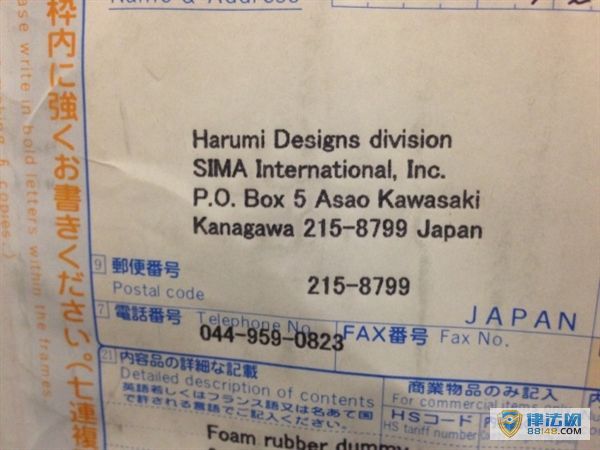 Name & Address
枠内に強くお書きください。(七連複
ase write in bold letters within the frames.
copies.)
Harumi Designs division
SIMA International, Inc.
P.O. Box 5 Asao Kawasaki
Kanagawa 215-8799 Japan
9 郵便番号
Postal code
215-8799
JAPAN
7 電話番号 Telephone No.
044-959-0823
FAX番号 Fax No.
21 内容品の詳細な記載
Detailed description of contents
英語若しくはフランス語又は名あて国
で許される言語でご記入ください。
商業物品のみ記入
For commercial items only
HSコード
HS tariff number
Foam rubber dummy
律法网
88148.com